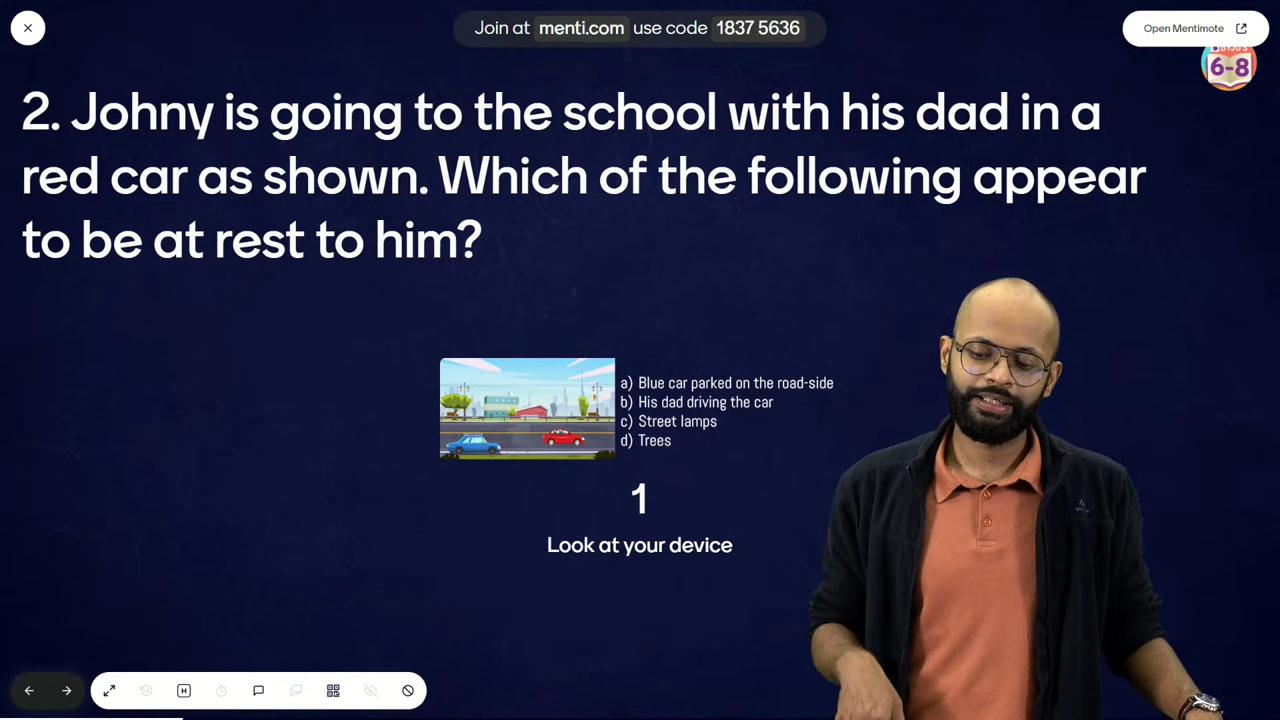 Join at menti.com use code 1837 5636
Open Mentimote
6-8
2. Johny is going to the school with his dad in a
red car as shown. Which of the following appear
to be at rest to him?
a) Blue car parked on the road-side
b) His dad driving the car
c) Street lamps
d) Trees
1
Look at your device
H